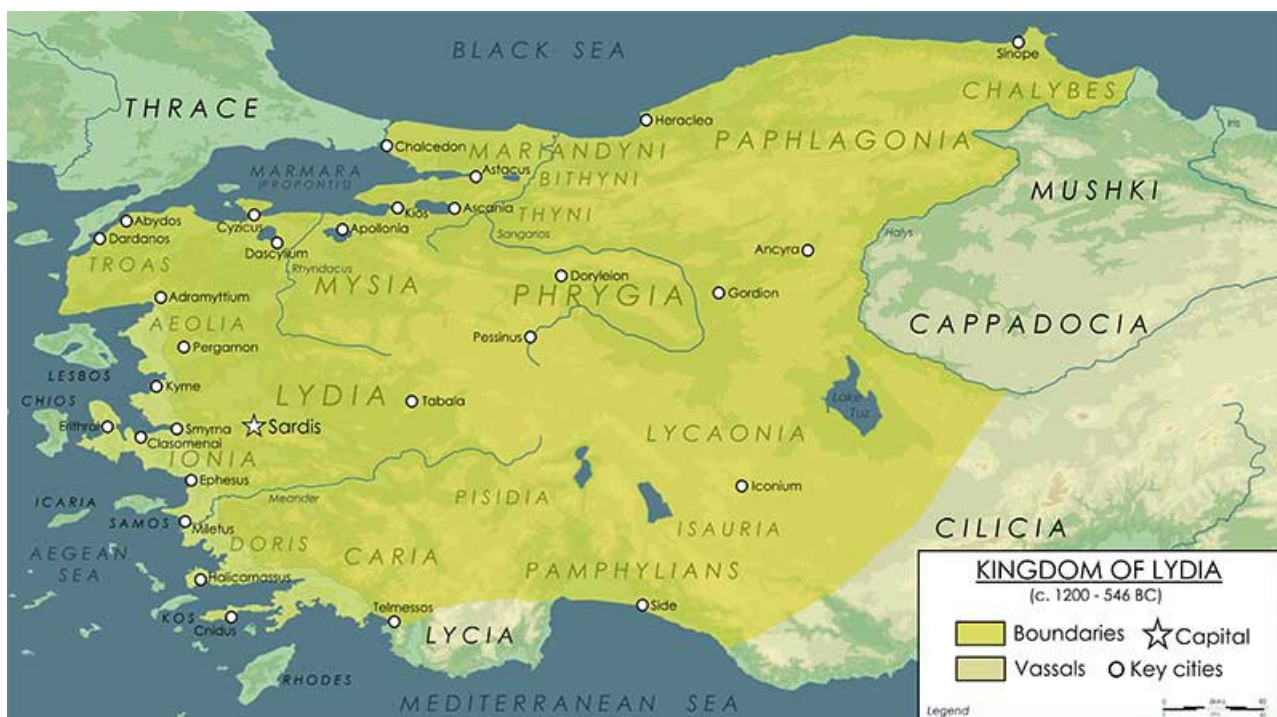 BLACK SEA
Sinope
CHALYBES
THRACE
Heraclea
PAPHLAGONIA
Iris
Chalcedon
MARIANDYNI
MARMARA
(PROPONTIS)
Astacus
BITHYNI
MUSHKI
Abydos
Cyzicus
Kios
Ascania
THYNI
Dardanos
Apollonia
Sangarios
Halys
Dascylium
Ancyra
TROAS
Rhyndacus
MYSIA
Doryleion
PHRYGIA
Gordion
Adramyttium
AEOLIA
CAPPADOCIA
Pessinus
Pergamon
LESBOS
Kyme
LYDIA
Tabala
Lake
Tuz
CHIOS
Erithrai
Smyrna
Sardis
Clasomenai
LYCAONIA
IONIA
Ephesus
Iconium
Meander
PISIDIA
ICARIA
SAMOS
Miletus
ISAURIA
CILICIA
DORIS
CARIA
AEGEAN
SEA
PAMPHYLIANS
Halicarnassus
Telmessos
Side
KOS
Cnidus
LYCIA
RHODES
MEDITERRANEAN SEA
KINGDOM OF LYDIA
(c. 1200 - 546 BC)
Boundaries
Capital
Vassals
Key cities
Legend